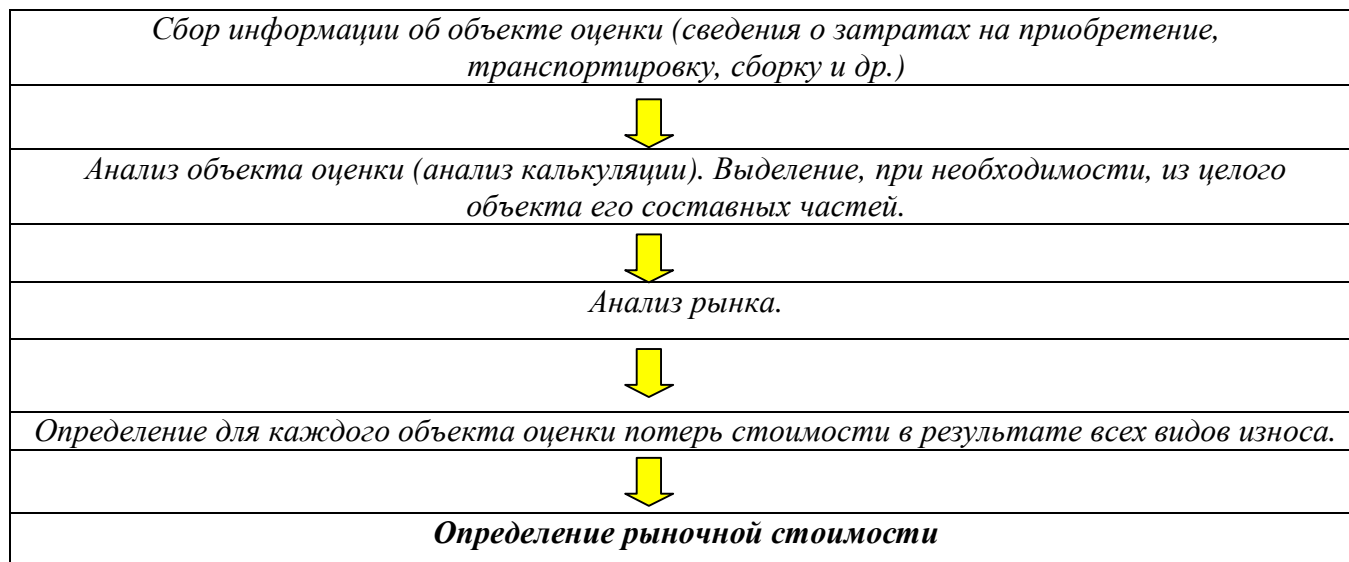 Сбор информации об объекте оценки (сведения о затратах на приобретение,
транспортировку, сборку и др.)
Анализ объекта оценки (анализ калькуляции). Выделение, при необходимости, из целого
объекта его составных частей.
Анализ рынка.
Определение для каждого объекта оценки потерь стоимости в результате всех видов износа.
Определение рыночной стоимости